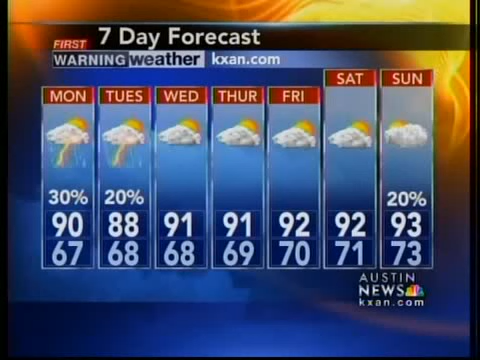 FIRST 7 Day Forecast
WARNING weather kxan.com
MON TUES WED THUR FRI SAT SUN
30% 20% 20%
90 88 91 91 92 92 93
67 68 68 69 70 71 73
AUSTIN
NEWS
kxan.com